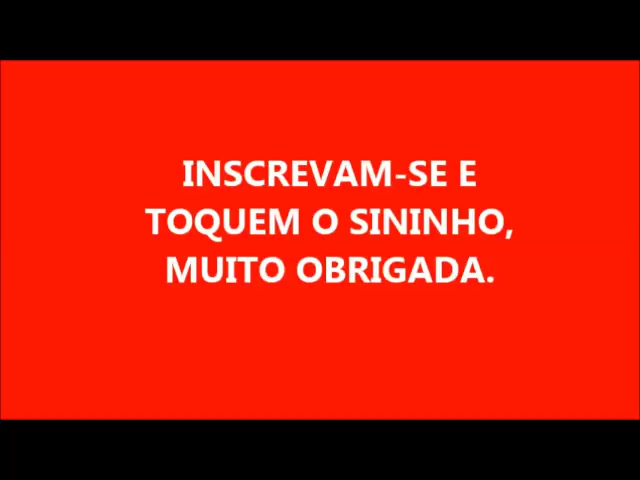 INSCREVAM-SE E
TOQUEM O SININHO,
MUITO OBRIGADA.